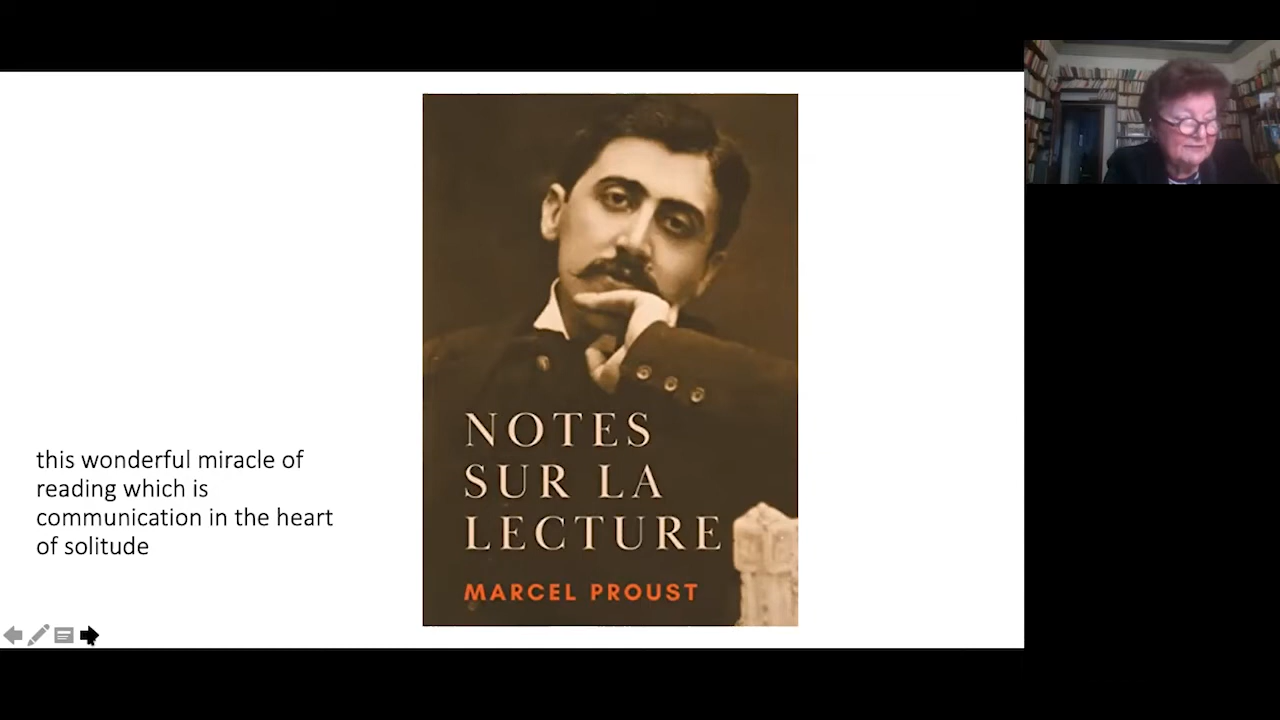 this wonderful miracle of
reading which is
communication in the heart
of solitude
NOTES
SUR LA
LECTURE
MARCEL PROUST